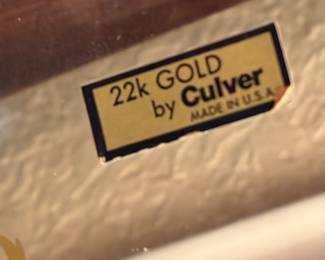 22k GOLD
by Culver
MADE IN U.S.A.